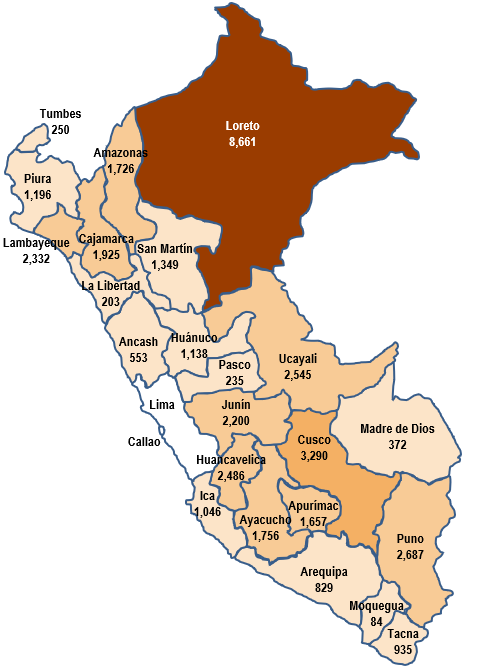 Tumbes
250
Loreto
8,661
Amazonas
1,726
Piura
1,196
Lambayeque
2,332
Cajamarca
1,925
San Martín
1,349
La Libertad
203
Ancash
553
Huánuco
1,138
Pasco
235
Ucayali
2,545
Lima
Junín
2,200
Callao
Cusco
3,290
Madre de Dios
372
Huancavelica
2,486
Ica
1,046
Ayacucho
1,756
Apurímac
1,657
Puno
2,687
Arequipa
829
Moquegua
84
Tacna
935